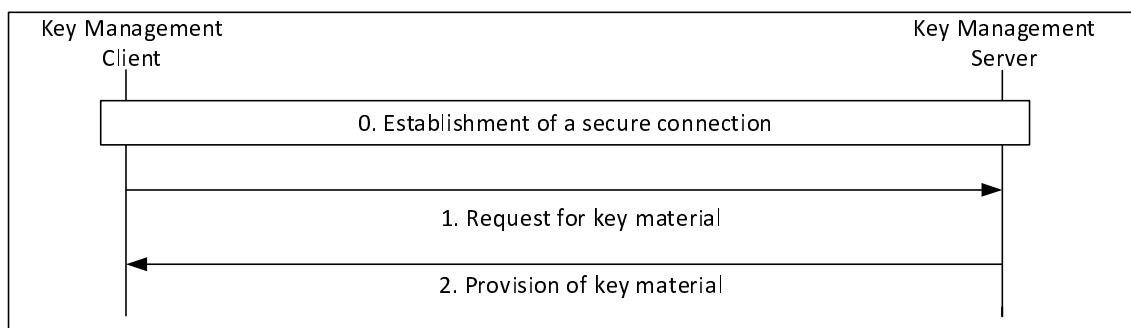 Key Management
Client
Key Management
Server
0. Establishment of a secure connection
1. Request for key material
2. Provision of key material